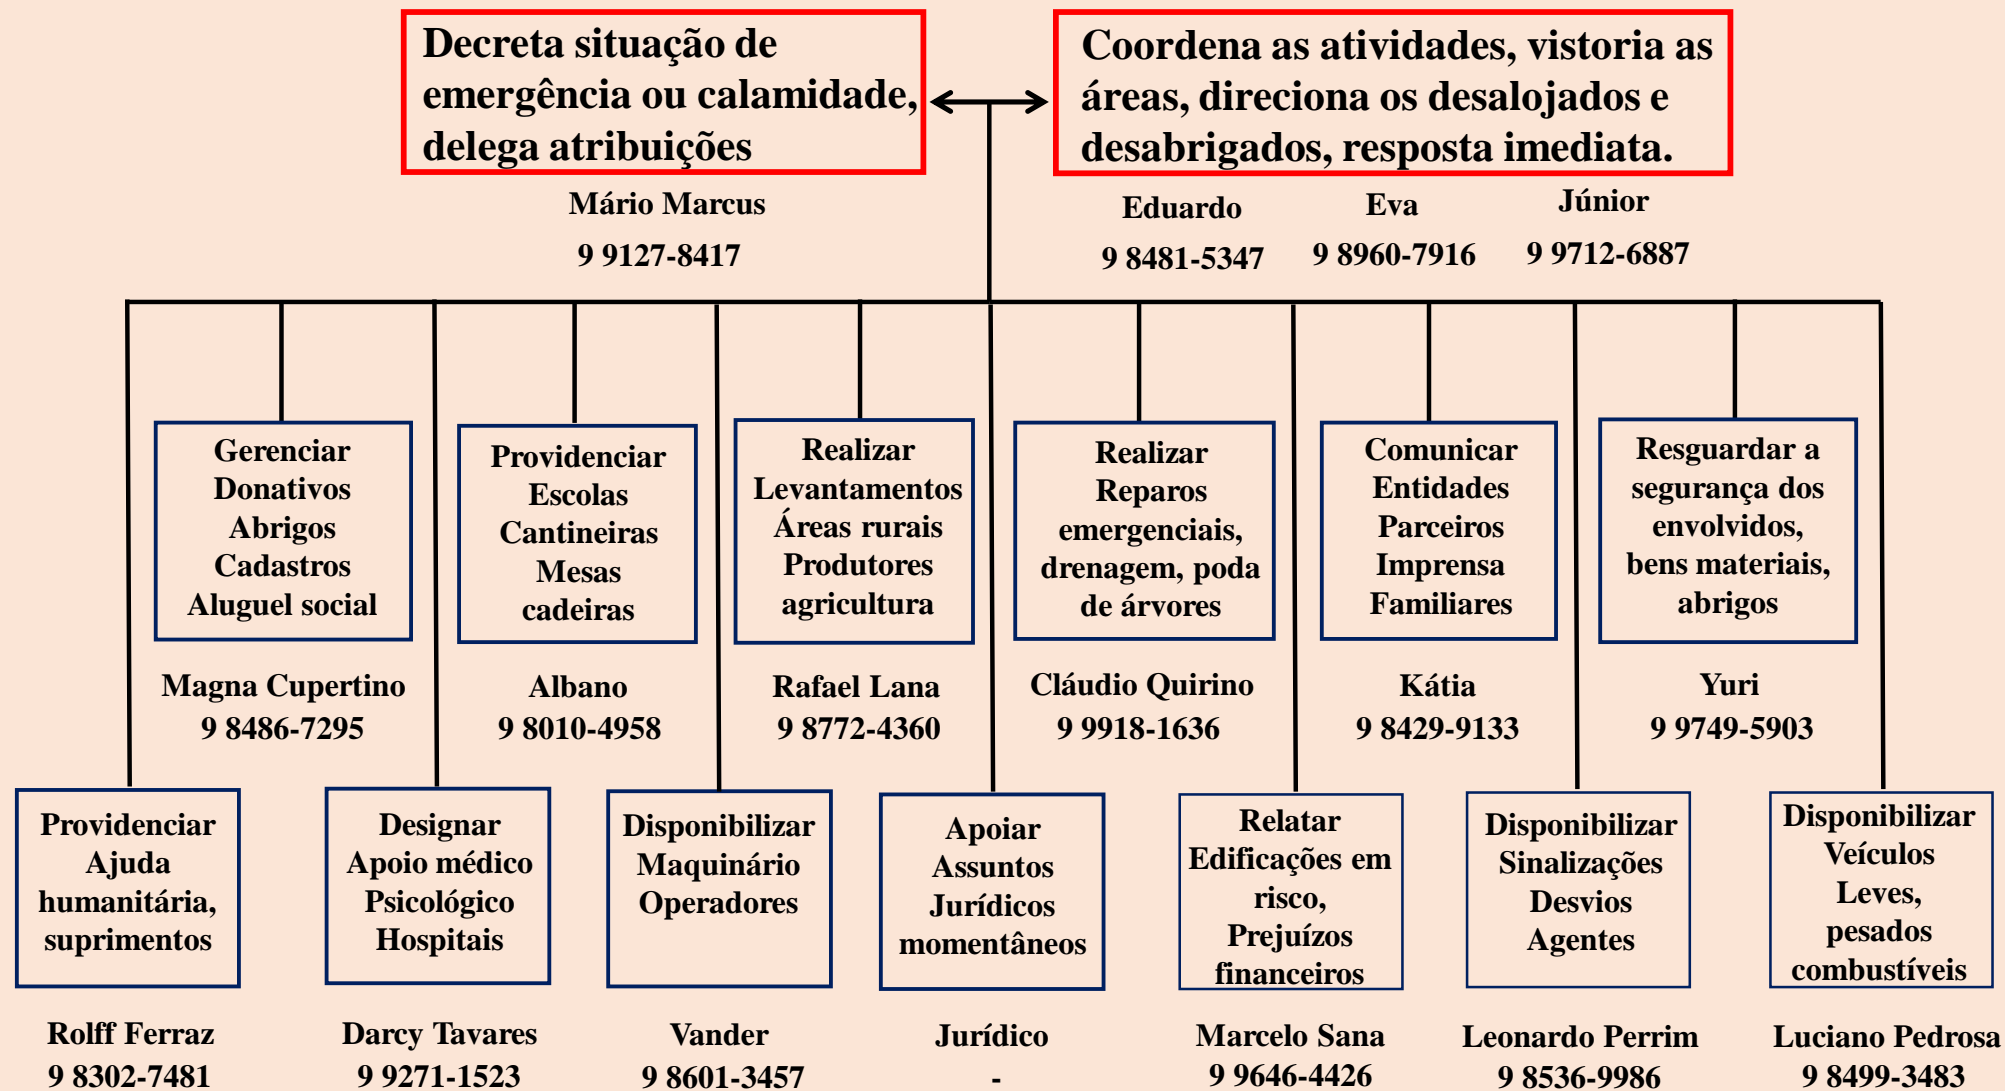 Decreta situação de
emergência ou calamidade,
delega atribuições
Mário Marcus
9 9127-8417
Coordena as atividades, vistoria as
áreas, direciona os desalojados e
desabrigados, resposta imediata.
Eduardo
9 8481-5347
Eva
9 8960-7916
Júnior
9 9712-6887
Gerenciar
Donativos
Abrigos
Cadastros
Aluguel social
Magna Cupertino
9 8486-7295
Providenciar
Escolas
Cantineiras
Mesas
cadeiras
Albano
9 8010-4958
Realizar
Levantamentos
Áreas rurais
Produtores
agricultura
Rafael Lana
9 8772-4360
Realizar
Reparos
emergenciais,
drenagem, poda
de árvores
Cláudio Quirino
9 9918-1636
Comunicar
Entidades
Parceiros
Imprensa
Familiares
Kátia
9 8429-9133
Resguardar a
segurança dos
envolvidos,
bens materiais,
abrigos
Yuri
9 9749-5903
Providenciar
Ajuda
humanitária,
suprimentos
Rolff Ferraz
9 8302-7481
Designar
Apoio médico
Psicológico
Hospitais
Darcy Tavares
9 9271-1523
Disponibilizar
Maquinário
Operadores
Vander
9 8601-3457
Apoiar
Assuntos
Jurídicos
momentâneos
Jurídico
-
Relatar
Edificações em
risco,
Prejuízos
financeiros
Marcelo Sana
9 9646-4426
Disponibilizar
Sinalizações
Desvios
Agentes
Leonardo Perrim
9 8536-9986
Disponibilizar
Veículos
Leves,
pesados
combustíveis
Luciano Pedrosa
9 8499-3483